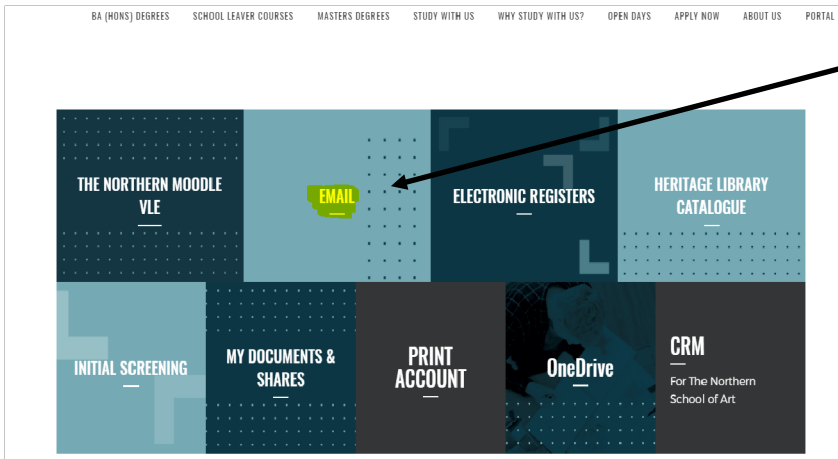 BA (HONS) DEGREES SCHOOL LEAVER COURSES MASTERS DEGREES STUDY WITH US WHY STUDY WITH US? OPEN DAYS APPLY NOW ABOUT US PORTAL
THE NORTHERN MOODLE
VLE
EMAIL
ELECTRONIC REGISTERS
HERITAGE LIBRARY
CATALOGUE
INITIAL SCREENING
MY DOCUMENTS &
SHARES
PRINT
ACCOUNT
OneDrive
CRM
For The Northern
School of Art